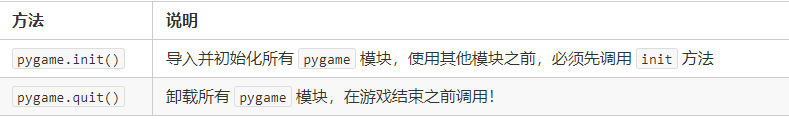 方法 说明
pygame.init() 导入并初始化所有 pygame 模块，使用其他模块之前，必须先调用 init 方法
pygame.quit() 卸载所有 pygame 模块，在游戏结束之前调用！